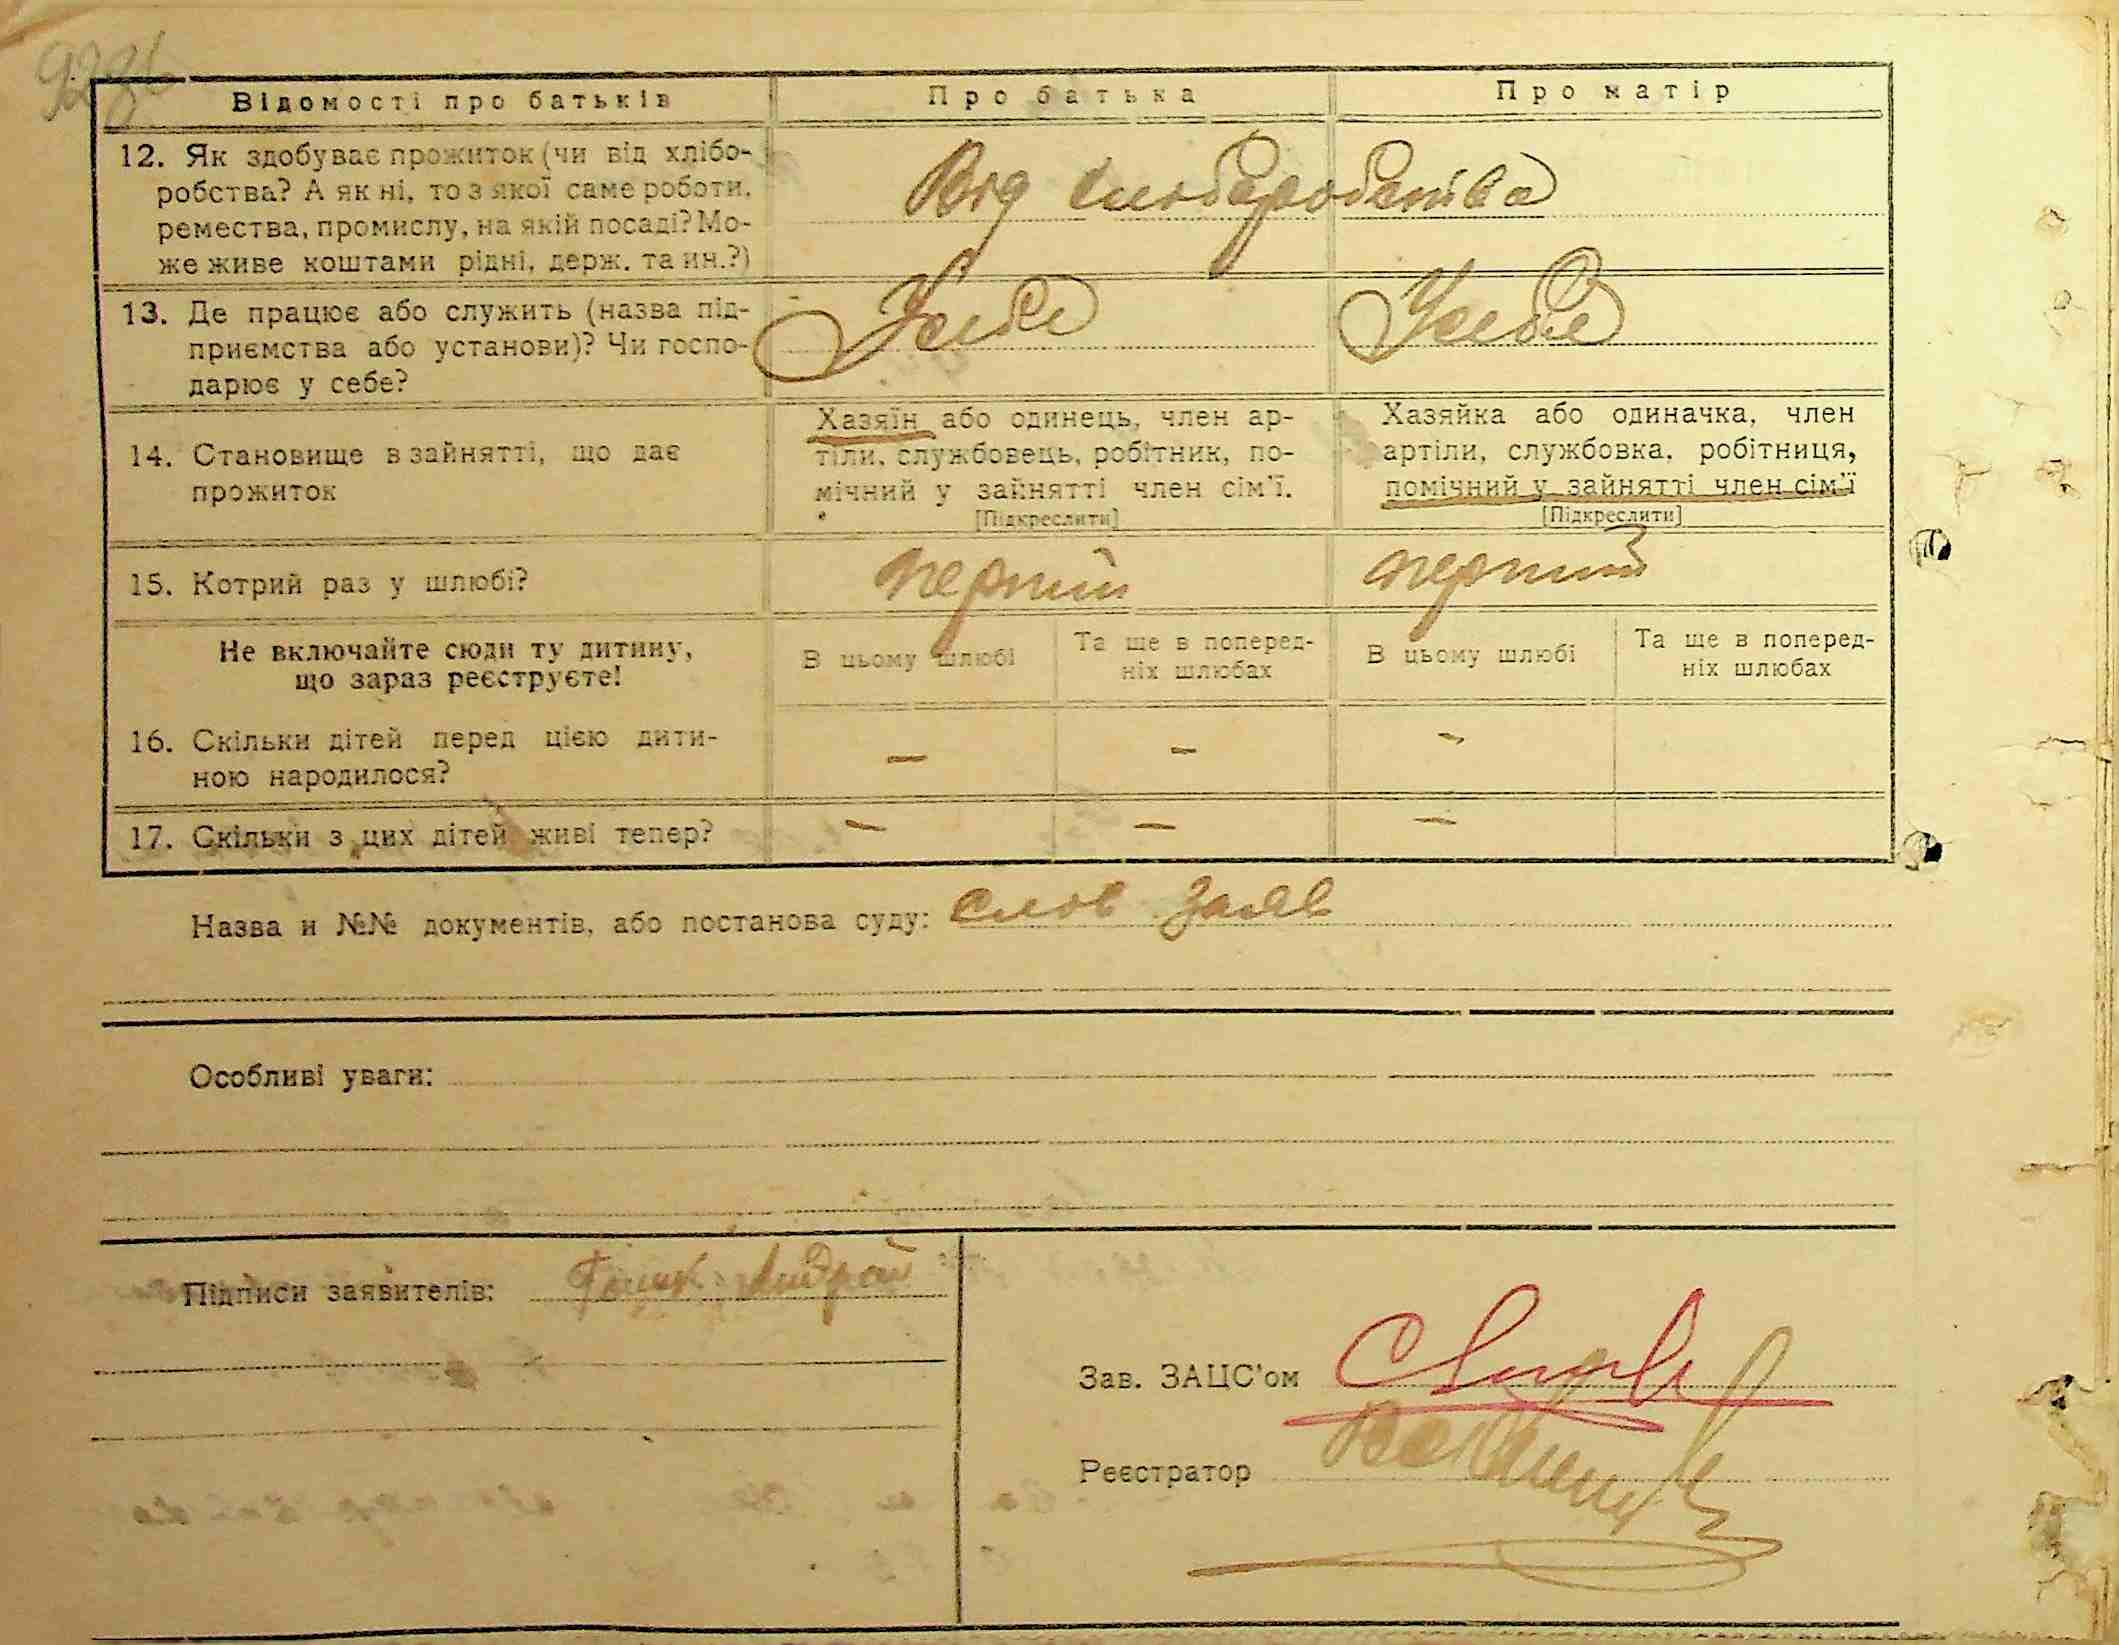 Відомості про батьків
Про батька
Про матір
12. Як здобуває прожиток (чи від хлібо-
робства? А як ні, то з якої саме роботи,
ремества, промислу, на якій посаді? Мо-
же живе коштами рідні, держ. та ин.?)
Від хліборобства
13. Де працює або служить (назва під-
приємства або установи)? Чи госпо-
дарює у себе?
У себе
У себе
14. Становище в зайнятті, що дає
прожиток
Хазяїн або одинець, член ар-
тіли, службовець, робітник, по-
мічний у зайнятті член сім'ї.
[Підкреслити]
Хазяйка або одиначка, член
артіли, службовка, робітниця,
помічний у зайнятті член сім'ї
[Підкреслити]
15. Котрий раз у шлюбі?
перший
перший
Не включайте сюди ту дитину,
що зараз реєструєте!
В цьому шлюбі
Та ще в поперед-
ніх шлюбах
В цьому шлюбі
Та ще в поперед-
ніх шлюбах
16. Скільки дітей перед цією дити-
ною народилося?
–
–
–
17. Скільки з цих дітей живі тепер?
–
–
–
Назва и №№ документів, або постанова суду: слов заяв
Особливі уваги:
Підписи заявителів: Андрой
Зав. ЗАЦС'ом
Реєстратор